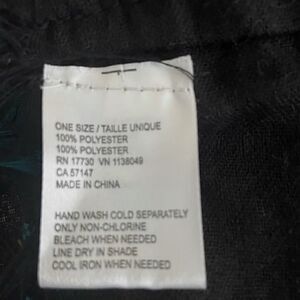 ONE SIZE / TAILLE UNIQUE
100% POLYESTER
100% POLYESTER
RN 17730 VN 1138049
CA 57147
MADE IN CHINA
HAND WASH COLD SEPARATELY
ONLY NON-CHLORINE
BLEACH WHEN NEEDED
LINE DRY IN SHADE
COOL IRON WHEN NEEDED